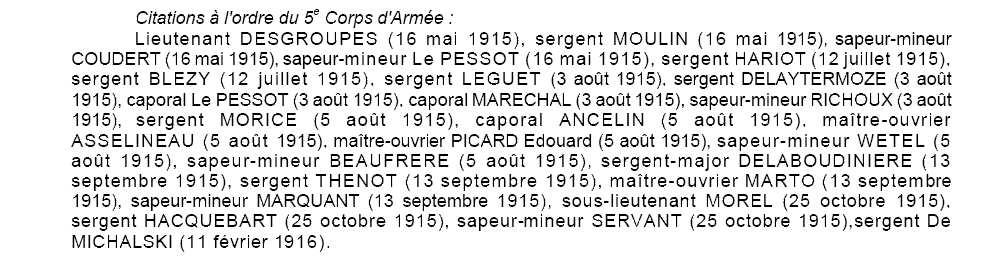 Citations à l'ordre du 5e Corps d'Armée :
Lieutenant DESGROUPES (16 mai 1915), sergent MOULIN (16 mai 1915), sapeur-mineur
COUDERT (16 mai 1915), sapeur-mineur Le PESSOT (16 mai 1915), sergent HARIOT (12 juillet 1915),
sergent BLEZY (12 juillet 1915), sergent LEGUET (3 août 1915), sergent DELAYTERMOZE (3 août
1915), caporal Le PESSOT (3 août 1915), caporal MARECHAL (3 août 1915), sapeur-mineur RICHOUX (3 août
1915), sergent MORICE (5 août 1915), caporal ANCELIN (5 août 1915), maître-ouvrier
ASSELINEAU (5 août 1915), maître-ouvrier PICARD Edouard (5 août 1915), sapeur-mineur WETEL (5
août 1915), sapeur-mineur BEAUFRERE (5 août 1915), sergent-major DELABOUDINIERE (13
septembre 1915), sergent THENOT (13 septembre 1915), maître-ouvrier MARTO (13 septembre
1915), sapeur-mineur MARQUANT (13 septembre 1915), sous-lieutenant MOREL (25 octobre 1915),
sergent HACQUEBART (25 octobre 1915), sapeur-mineur SERVANT (25 octobre 1915),sergent De
MICHALSKI (11 février 1916).